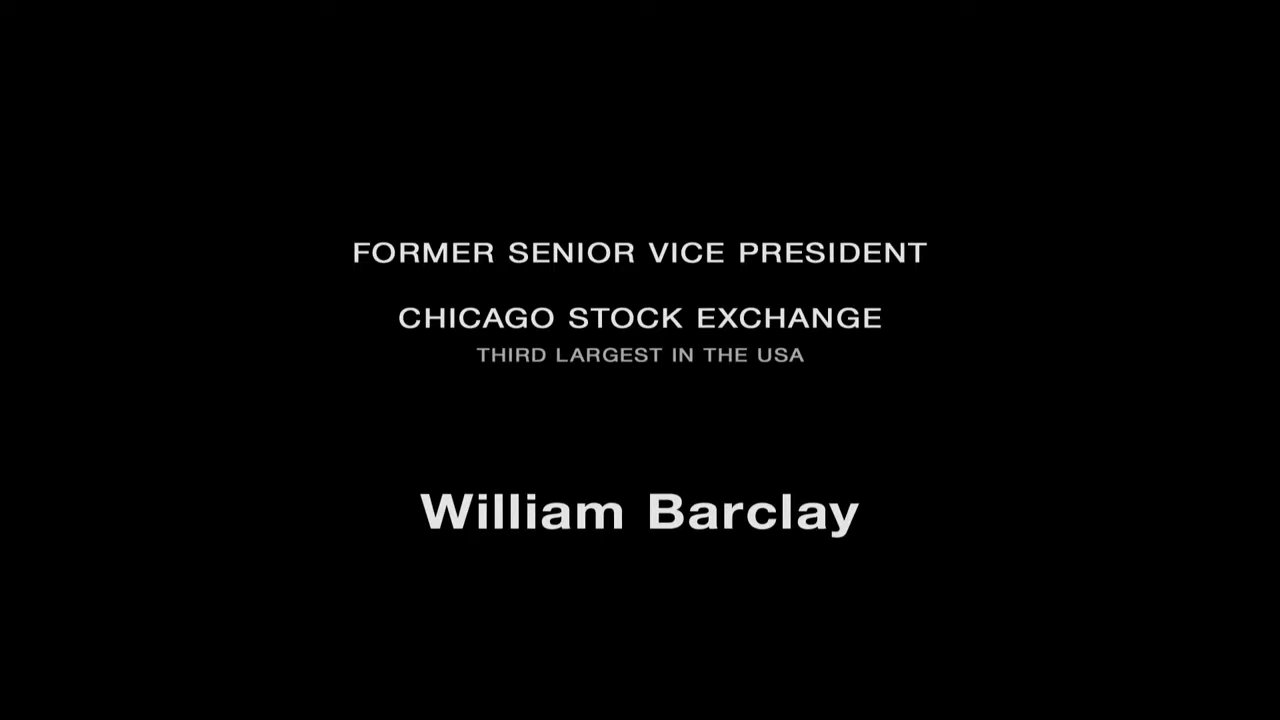 FORMER SENIOR VICE PRESIDENT
CHICAGO STOCK EXCHANGE
THIRD LARGEST IN THE USA
William Barclay